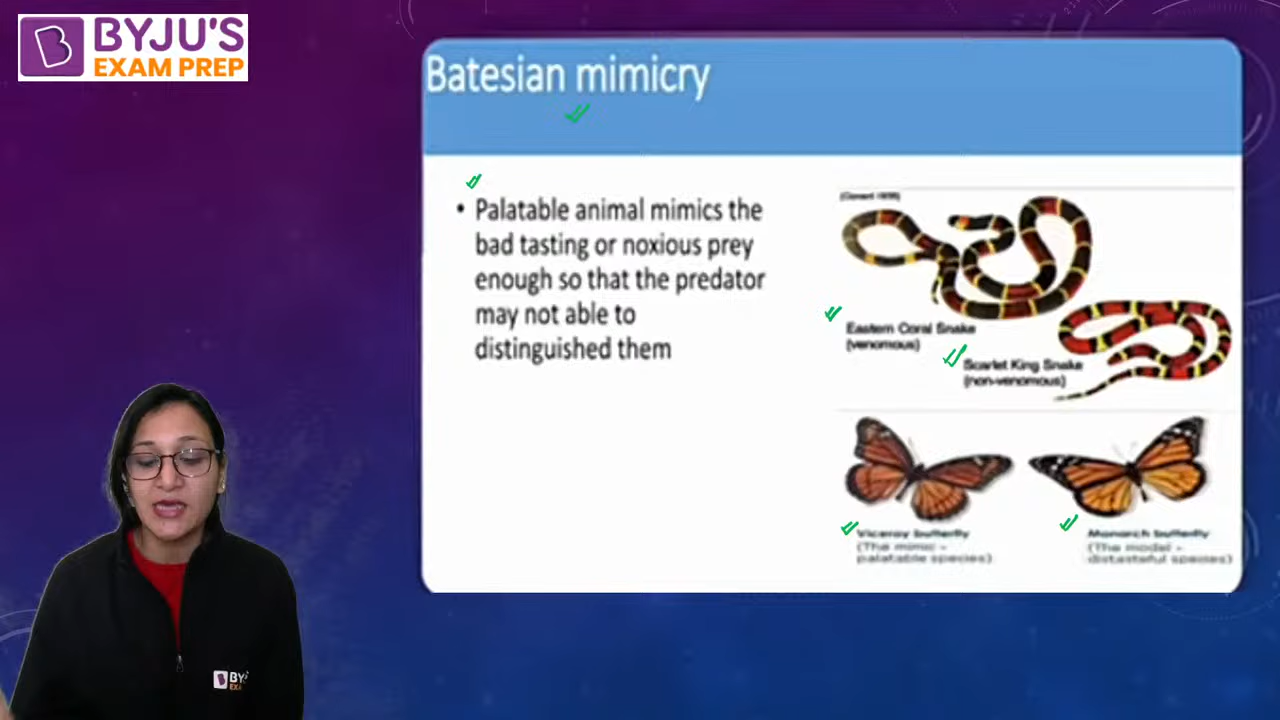 BYJU'S
EXAM PREP
Batesian mimicry
• Palatable animal mimics the
bad tasting or noxious prey
enough so that the predator
may not able to
distinguished them
Eastern Coral Snake
(venomous)
Scarlet King Snake
(non-venomous)
Viceroy butterfly
(The mimic -
palatable species)
Monarch butterfly
(The model -
distasteful species)
BYJ
EXA